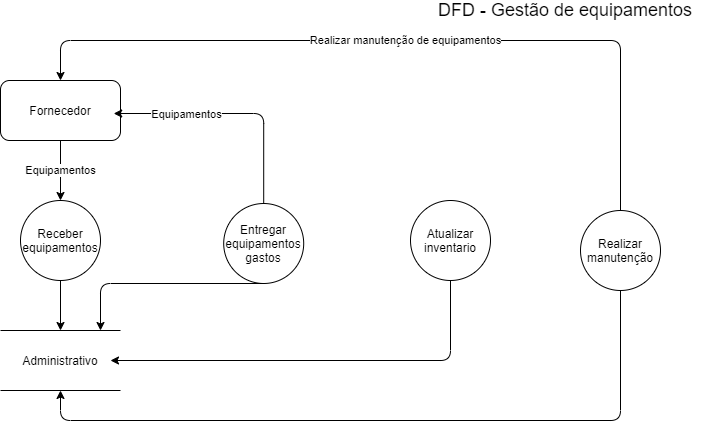 DFD - Gestão de equipamentos
Realizar manutenção de equipamentos
Fornecedor
Equipamentos
Equipamentos
Receber
equipamentos
Entregar
equipamentos
gastos
Atualizar
inventario
Realizar
manutenção
Administrativo